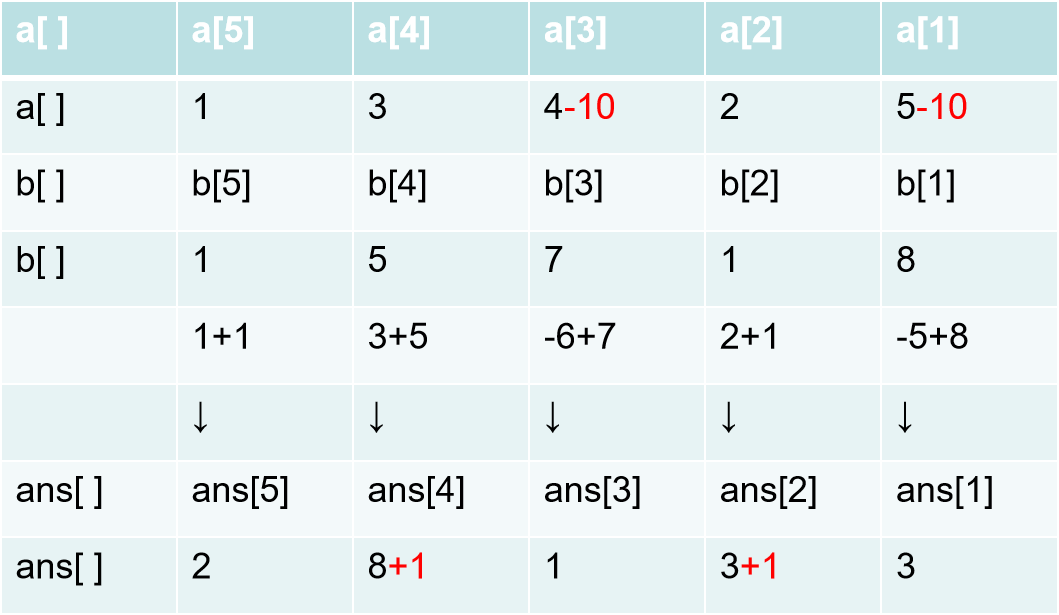 a[ ] a[5] a[4] a[3] a[2] a[1]
a[ ] 1 3 4-10 2 5-10
b[ ] b[5] b[4] b[3] b[2] b[1]
b[ ] 1 5 7 1 8
1+1 3+5 -6+7 2+1 -5+8
↓ ↓ ↓ ↓ ↓
ans[ ] ans[5] ans[4] ans[3] ans[2] ans[1]
ans[ ] 2 8+1 1 3+1 3